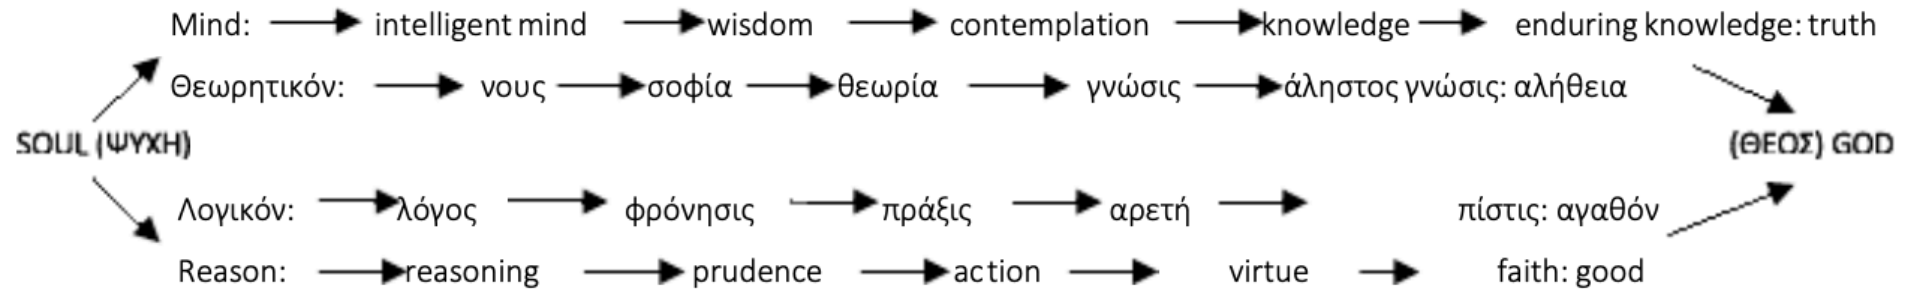 Mind: intelligent mind wisdom contemplation knowledge enduring knowledge: truth
Θεωρητικόν: νους σοφία θεωρία γνώσις άληστος γνώσις: αλήθεια
SOUL (ΨΥΧΗ) (ΘΕΟΣ) GOD
Λογικόν: λόγος φρόνησις πράξις αρετή πίστις: αγαθόν
Reason: reasoning prudence action virtue faith: good